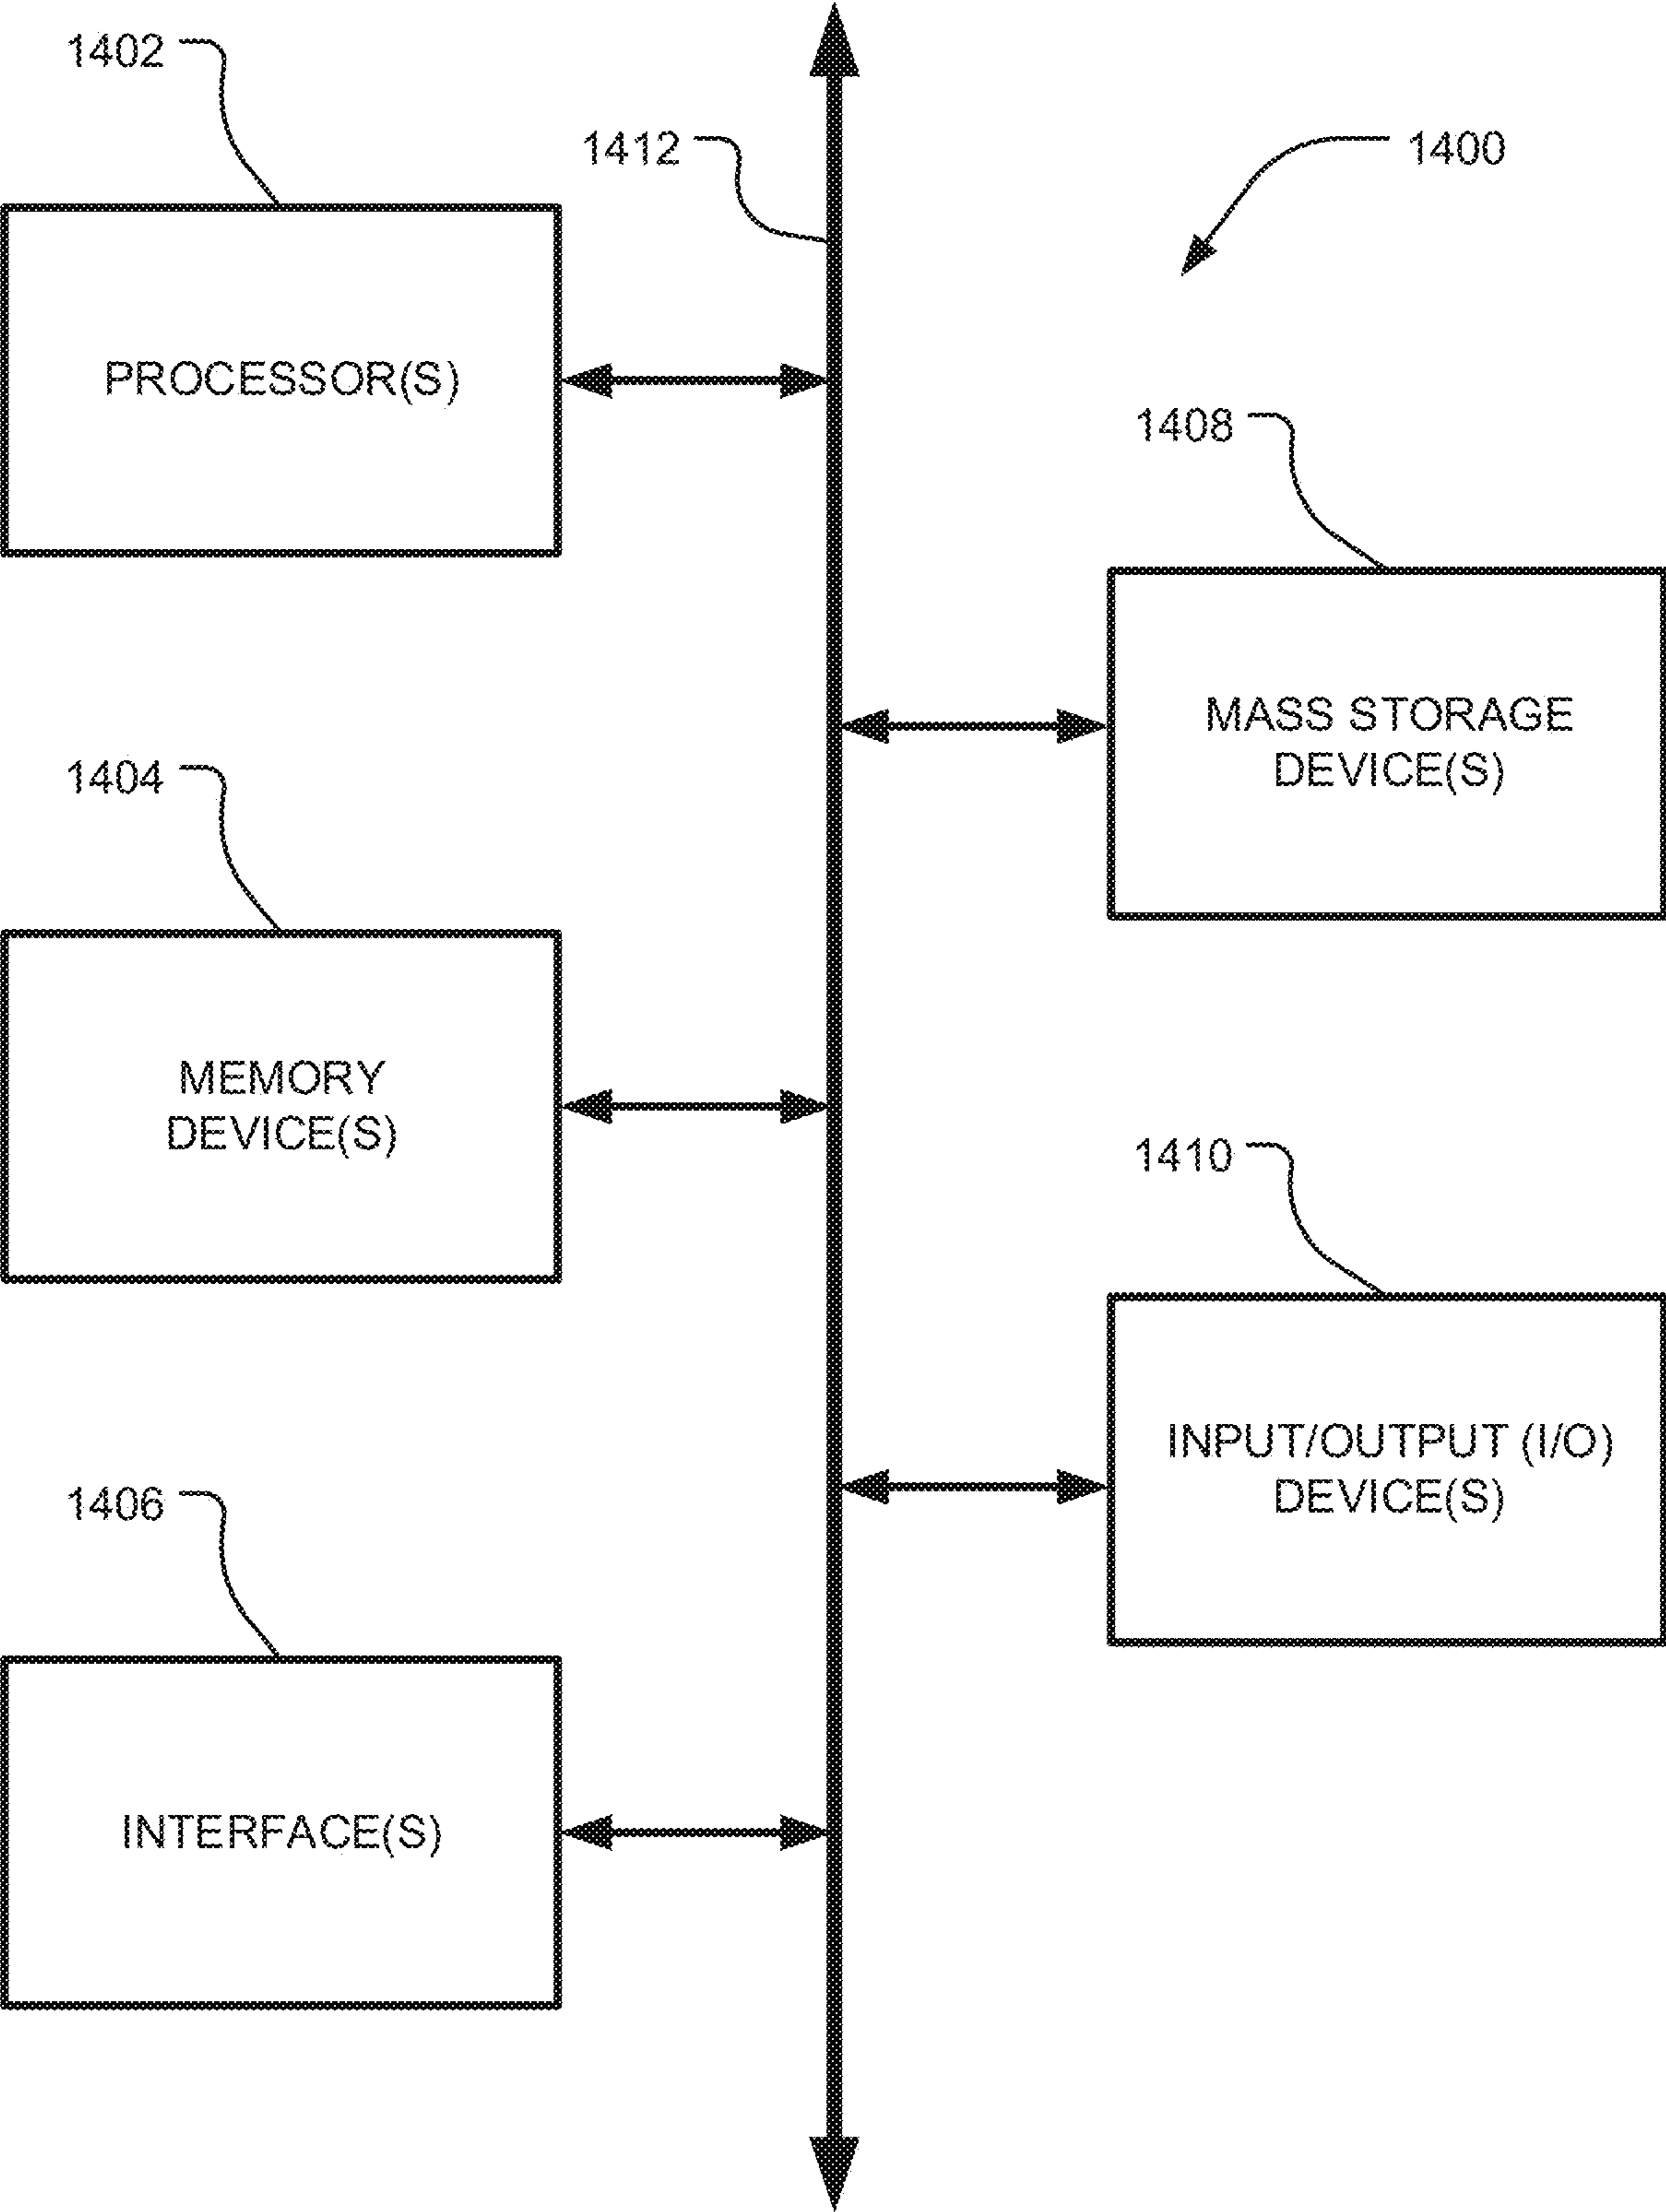 1402
1412
1400
PROCESSOR(S)
1408
MASS STORAGE
DEVICE(S)
1404
MEMORY
DEVICE(S)
1410
INPUT/OUTPUT (I/O)
DEVICE(S)
1406
INTERFACE(S)